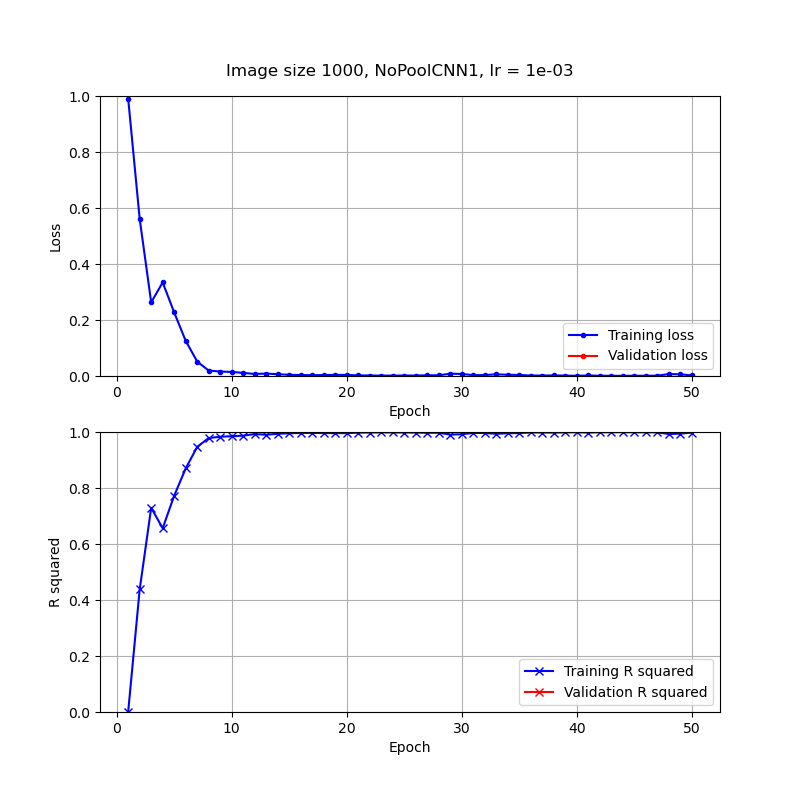 Image size 1000, NoPoolCNN1, lr = 1e-03
1.0
0.8
0.6
0.4
0.2
0.0
Loss
Training loss
Validation loss
0 10 20 30 40 50
Epoch
1.0
0.8
0.6
0.4
0.2
0.0
R squared
Training R squared
Validation R squared
0 10 20 30 40 50
Epoch